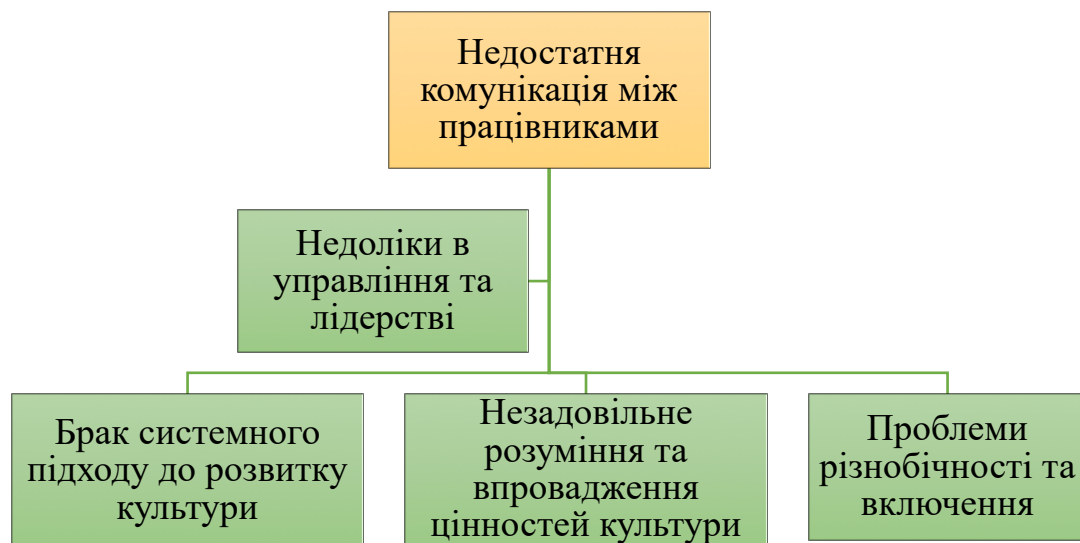 Недостатня
комунікація між
працівниками
Недоліки в
управління та
лідерстві
Брак системного
підходу до розвитку
культури
Незадовільне
розуміння та
впровадження
цінностей культури
Проблеми
різнобічності та
включення